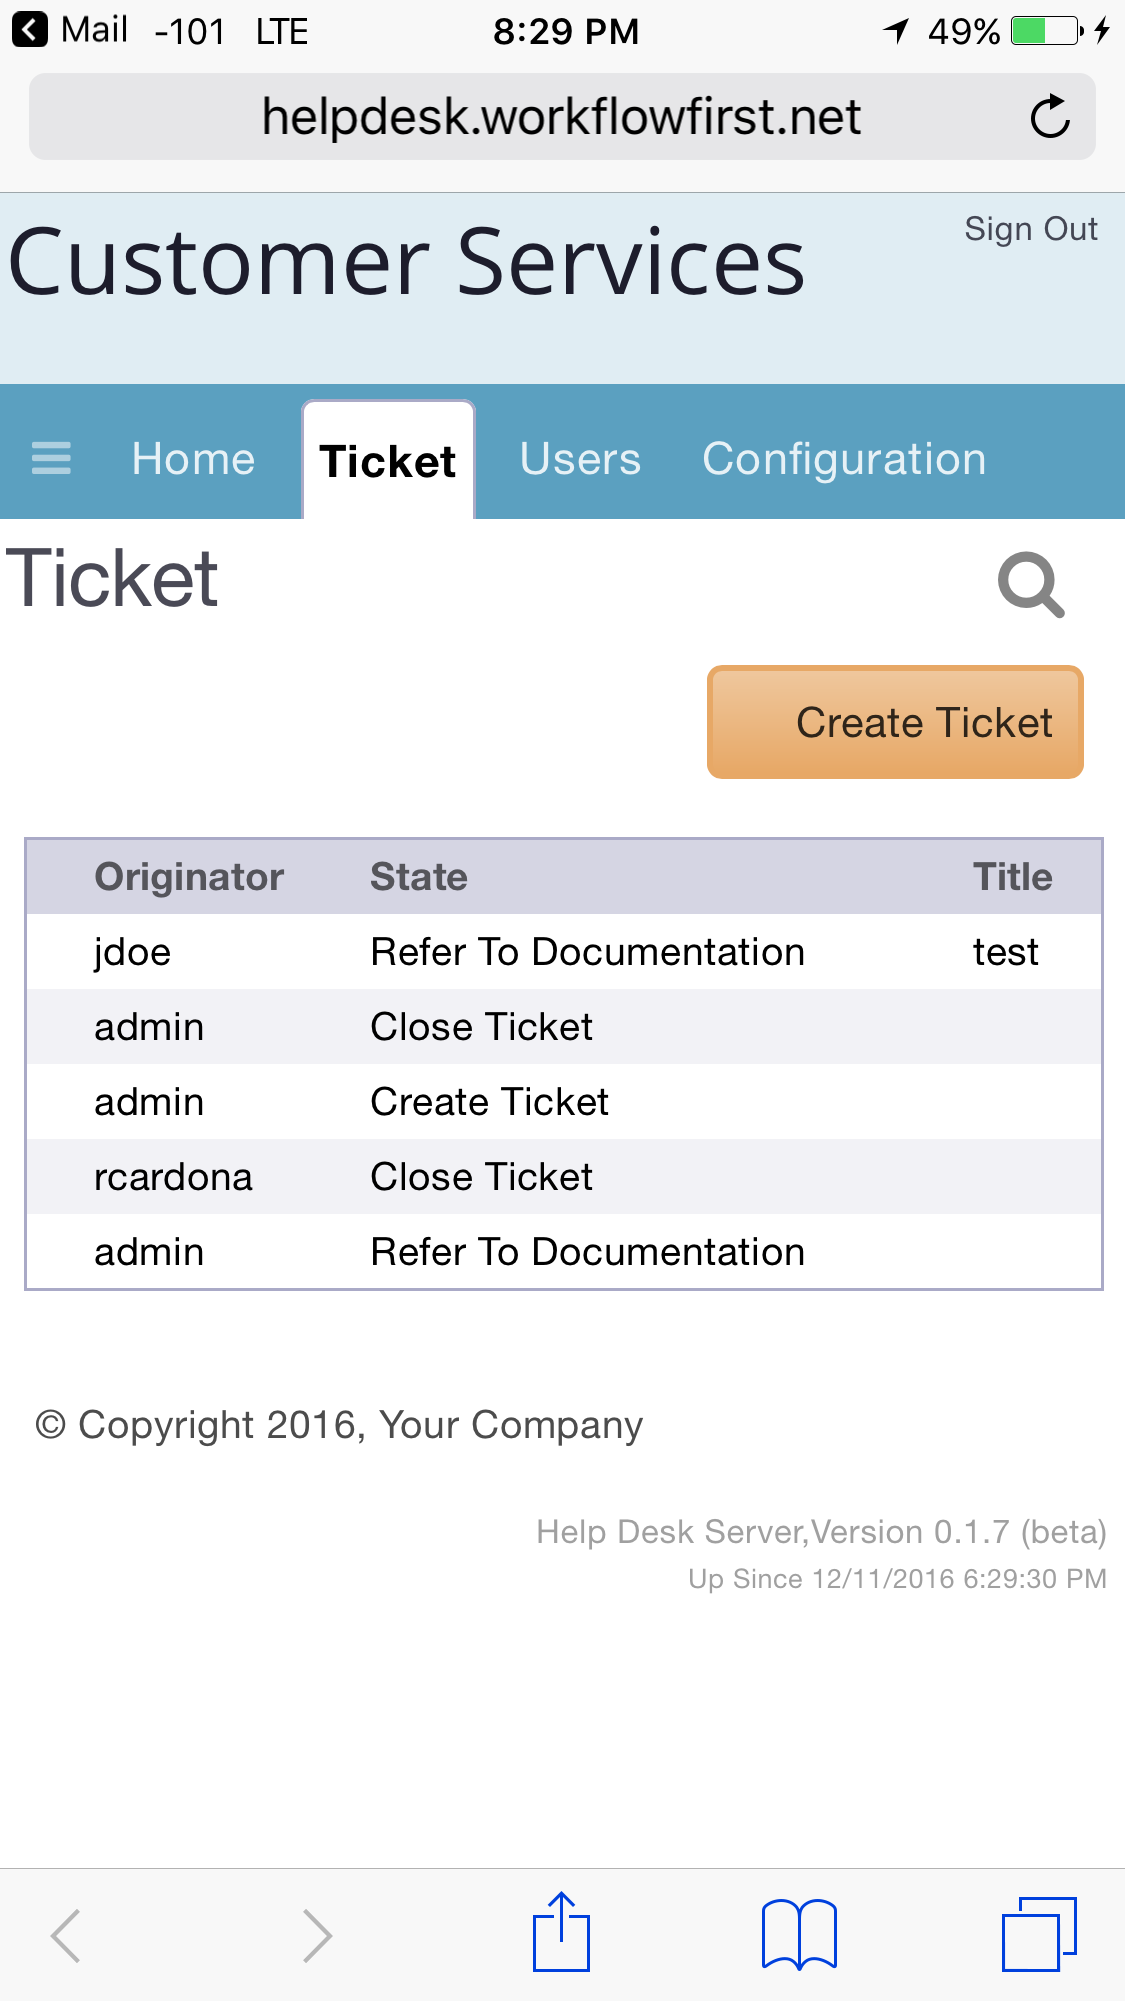 Mail -101 LTE 8:29 PM 49%
helpdesk.workflowfirst.net
Customer Services Sign Out
Home Ticket Users Configuration
Ticket
Create Ticket
Originator State Title
jdoe Refer To Documentation test
admin Close Ticket
admin Create Ticket
rcardona Close Ticket
admin Refer To Documentation
© Copyright 2016, Your Company
Help Desk Server,Version 0.1.7 (beta)
Up Since 12/11/2016 6:29:30 PM